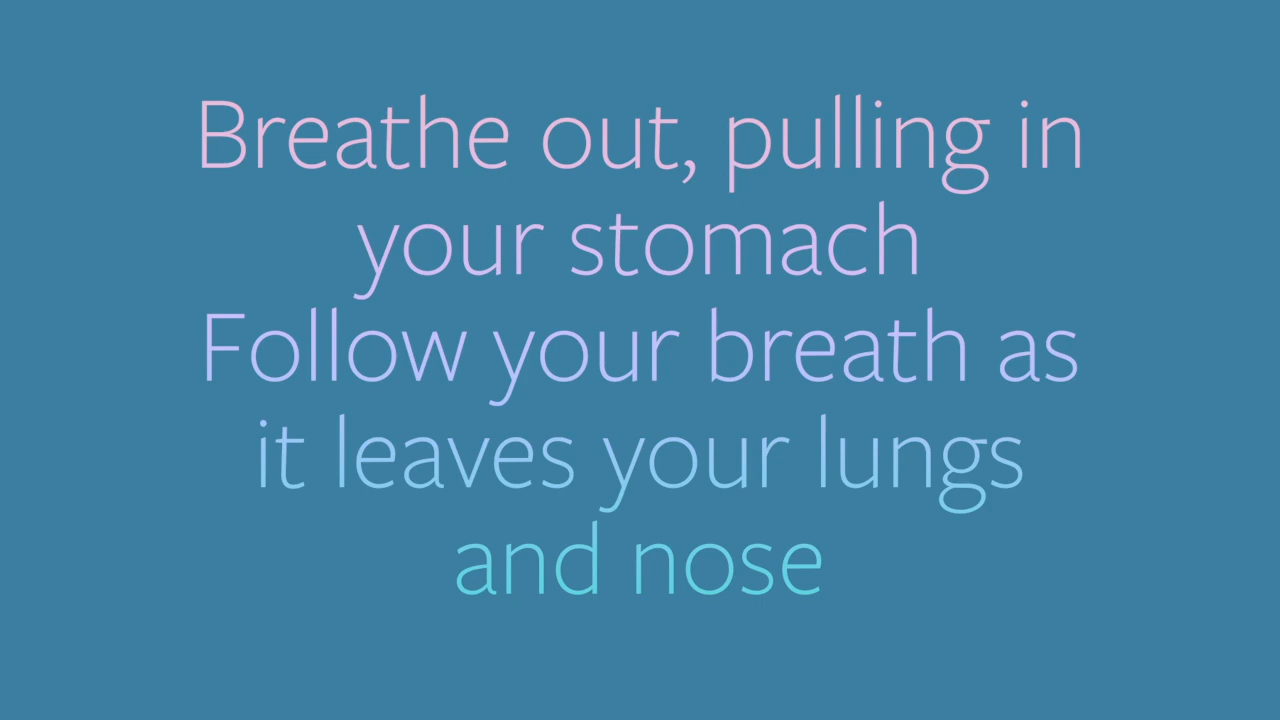 Breathe out, pulling in
your stomach
Follow your breath as
it leaves your lungs
and nose